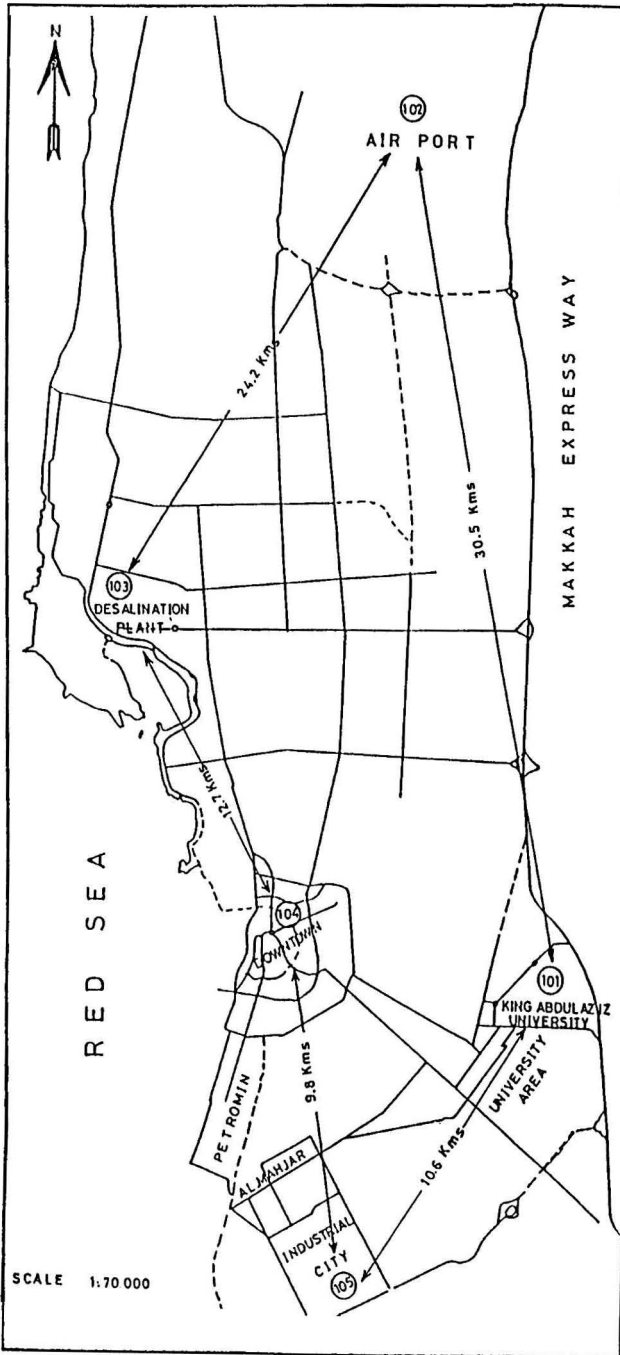 N
102
AIR PORT
24.2 Kms
MAKKAH EXPRESS WAY
30.5 Kms
103
DESALINATION
PLANT
12.7 Kms
RED SEA
104
DOWNTOWN
101
KING ABDULAZIZ
UNIVERSITY
UNIVERSITY
AREA
9.8 Kms
PETROMIN
10.6 Kms
ALMAHJAR
INDUSTRIAL
CITY
105
SCALE 1:70 000